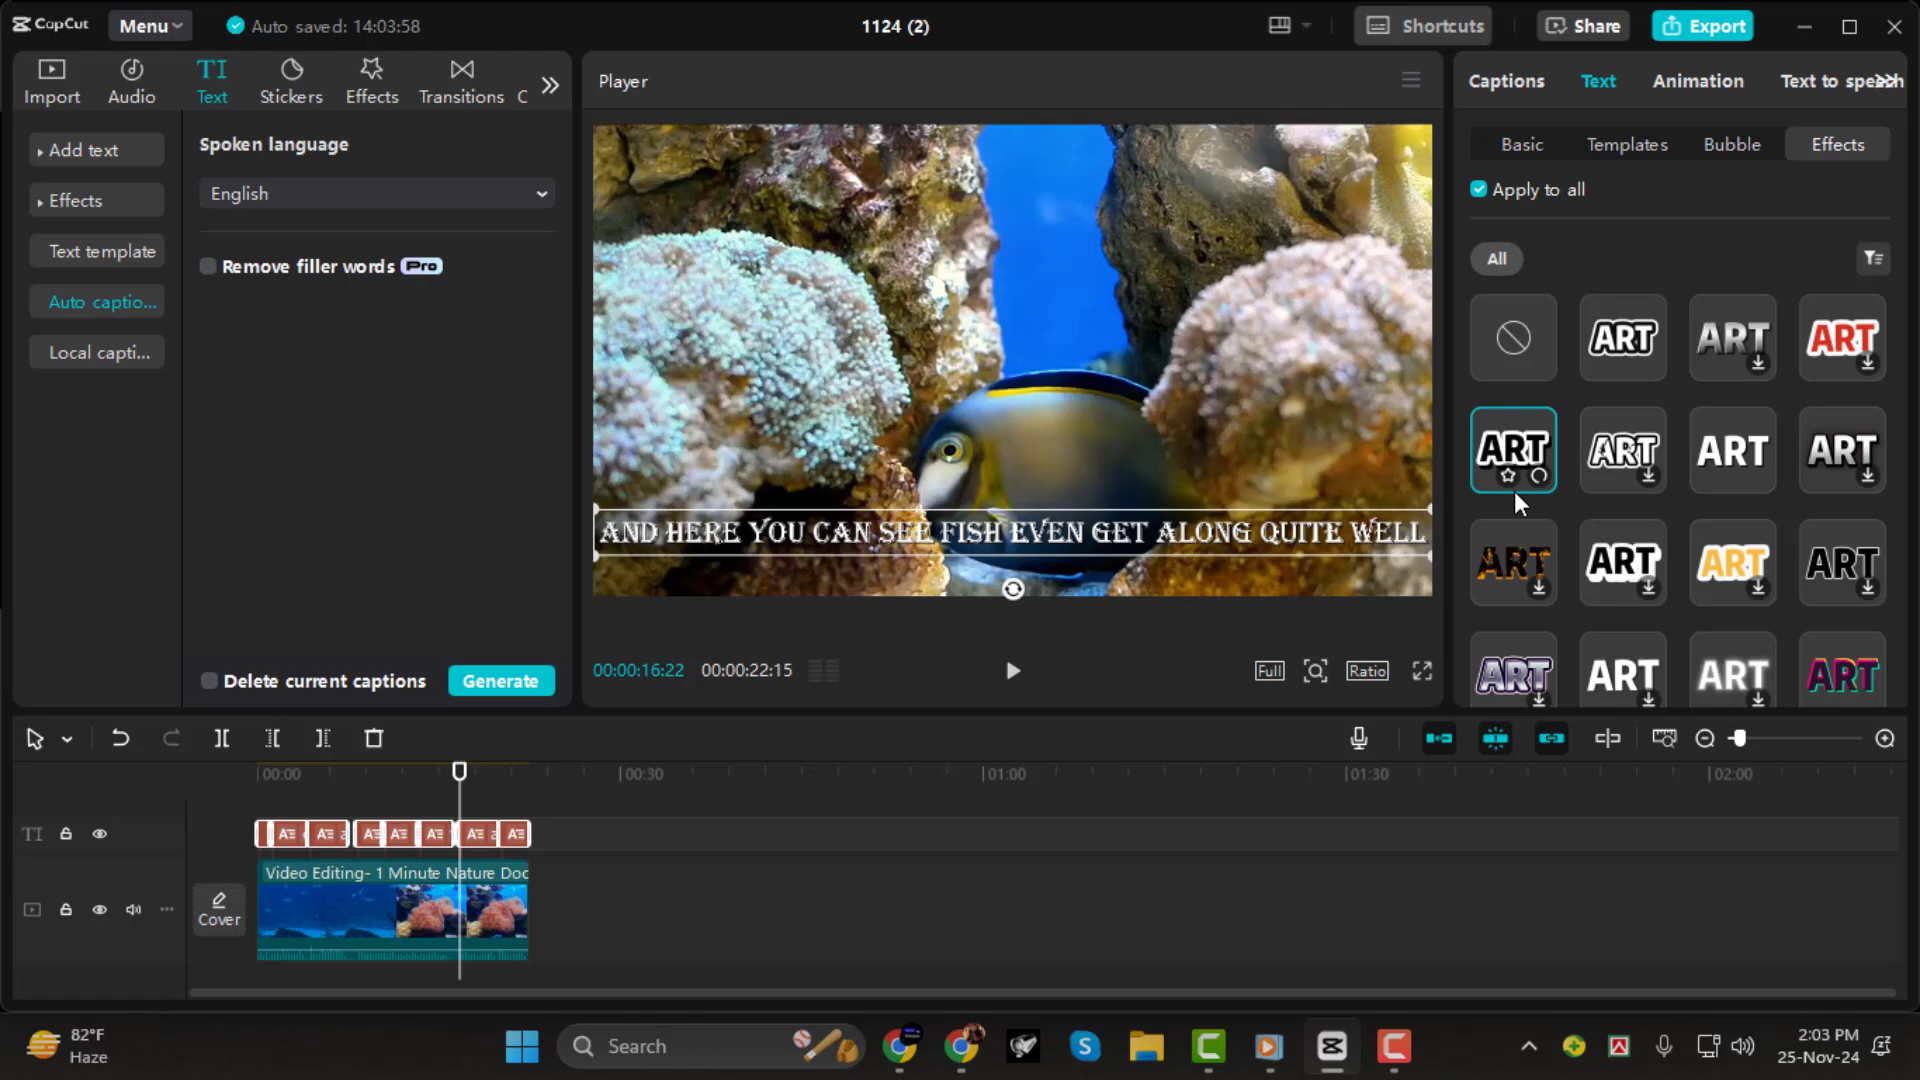 CapCut
Menu
Auto saved: 14:03:58
1124 (2)
Shortcuts
Share
Export
Import
Audio
TI
Text
Stickers
Effects
Transitions
C
Add text
Effects
Text template
Auto captio...
Local capti...
Spoken language
English
Remove filler words Pro
Delete current captions
Generate
Player
AND HERE YOU CAN SEE FISH EVEN GET ALONG QUITE WELL
00:00:16:22
00:00:22:15
Full
Ratio
Captions
Text
Animation
Text to speech
Basic
Templates
Bubble
Effects
Apply to all
All
ART ART ART
ART ART ART ART
ART ART ART ART
ART ART ART ART
00:00
00:30
01:00
01:30
02:00
TI
Cover
Video Editing- 1 Minute Nature Doc
82°F
Haze
Search
2:03 PM
25-Nov-24